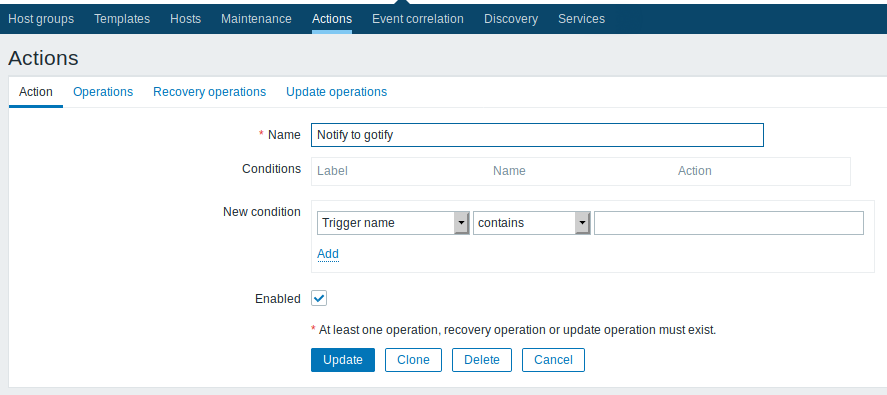 Host groups Templates Hosts Maintenance Actions Event correlation Discovery Services
Actions
Action Operations Recovery operations Update operations
* Name Notify to gotify
Conditions Label Name Action
New condition Trigger name contains
Add
Enabled
* At least one operation, recovery operation or update operation must exist.
Update Clone Delete Cancel